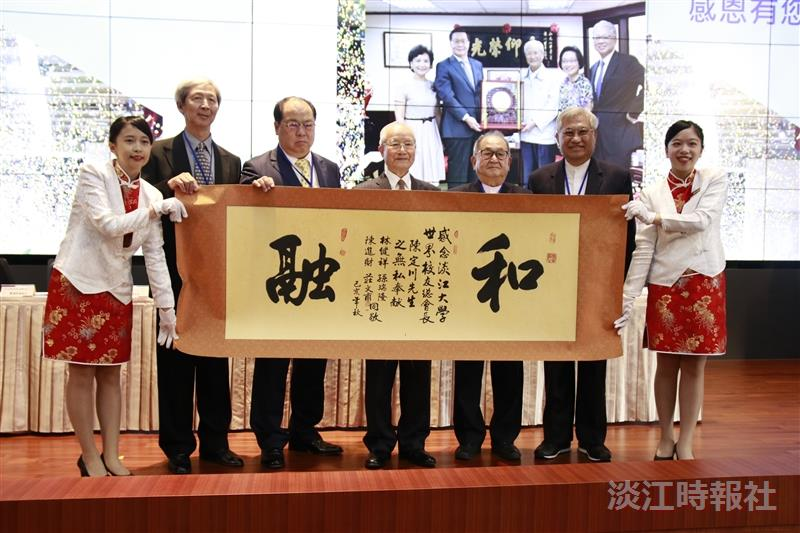 感恩有您
仰榮光
和
感念淡江大學
世界校友總會長
陳定川先生
之無私奉献
林健祥 孫瑞隆
陳進財 莊文甫 同敬
己亥年秋
融
淡江時報社